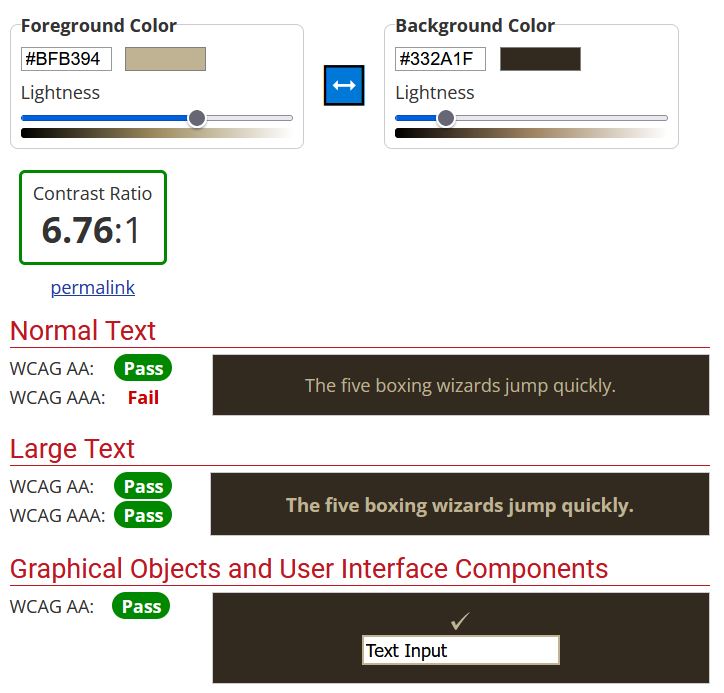 Foreground Color
#BFB394
Lightness
Background Color
#332A1F
Lightness
Contrast Ratio
6.76:1
permalink
Normal Text
WCAG AA: Pass
WCAG AAA: Fail
The five boxing wizards jump quickly.
Large Text
WCAG AA: Pass
WCAG AAA: Pass
The five boxing wizards jump quickly.
Graphical Objects and User Interface Components
WCAG AA: Pass
✓
Text Input